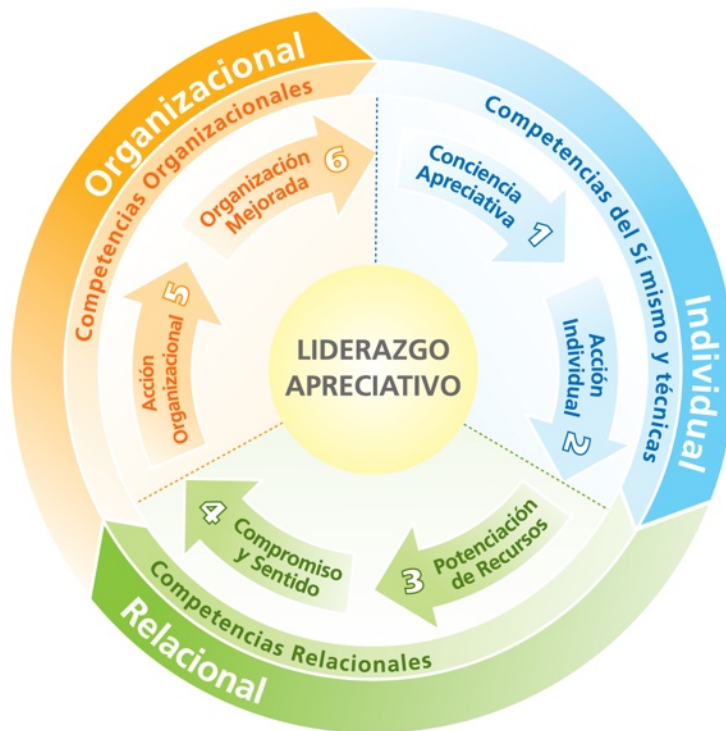 LIDERAZGO
APRECIATIVO
Individual
Competencias del Sí mismo y técnicas
Conciencia
Apreciativa
1
Acción
Individual
2
Relacional
Competencias Relacionales
Potenciación
de Recursos
3
Compromiso
y Sentido
4
Organizacional
Competencias Organizacionales
Acción
Organizacional
5
Organización
Mejorada
6